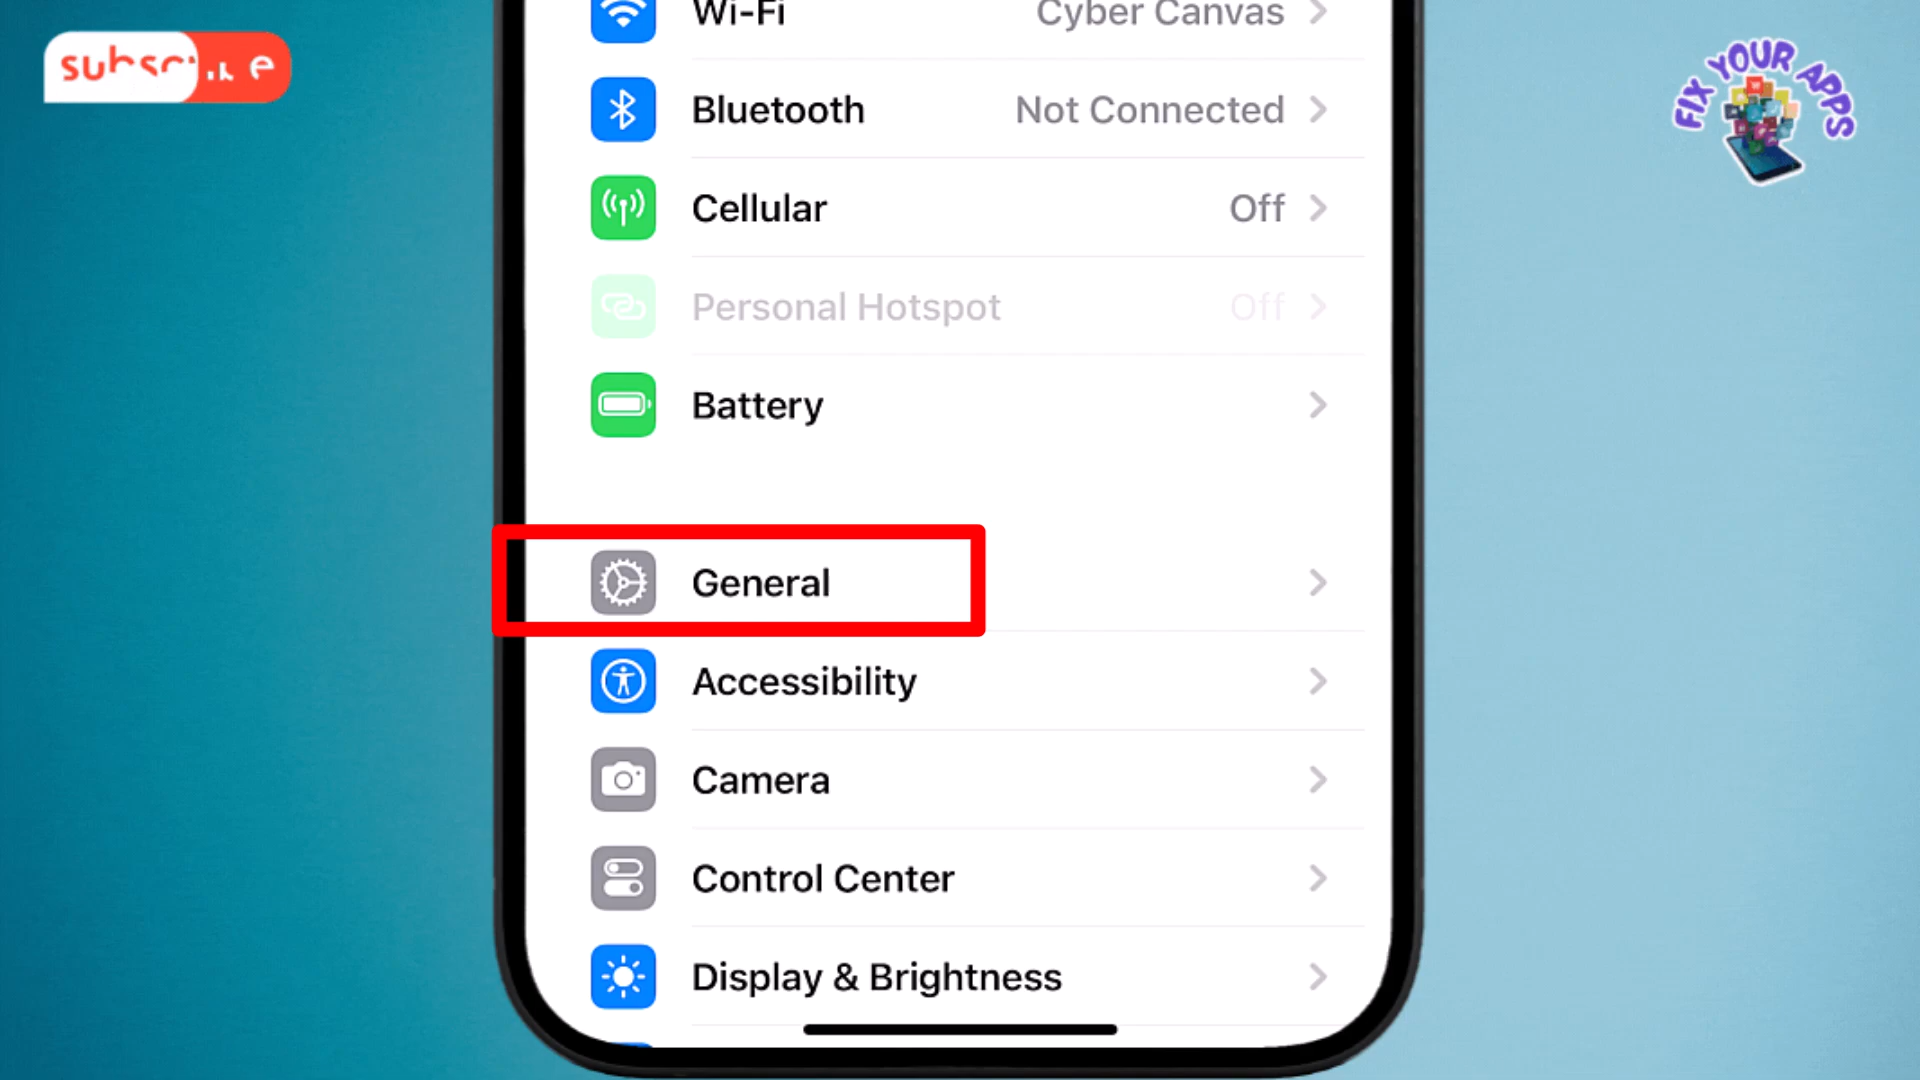 Wi-Fi Cyber Canvas
FIX YOUR APPS
Bluetooth Not Connected
Cellular Off
Personal Hotspot Off
Battery
General
Accessibility
Camera
Control Center
Display & Brightness